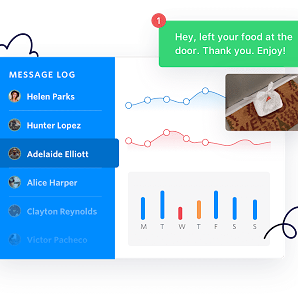 1
Hey, left your food at the
door. Thank you. Enjoy!
MESSAGE LOG
Helen Parks
Hunter Lopez
Adelaide Elliott
Alice Harper
Clayton Reynolds
Victor Pacheco
M T W T F S S